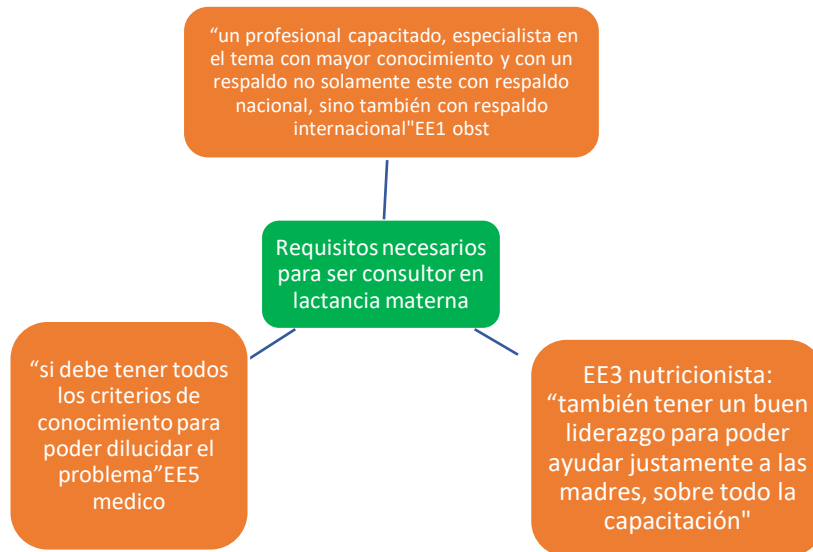 “un profesional capacitado, especialista en
el tema con mayor conocimiento y con un
respaldo no solamente este con respaldo
nacional, sino también con respaldo
internacional"EE1 obst
Requisitos necesarios
para ser consultor en
lactancia materna
“si debe tener todos
los criterios de
conocimiento para
poder dilucidar el
problema”EE5
medico
EE3 nutricionista:
“también tener un buen
liderazgo para poder
ayudar justamente a las
madres, sobre todo la
capacitación"